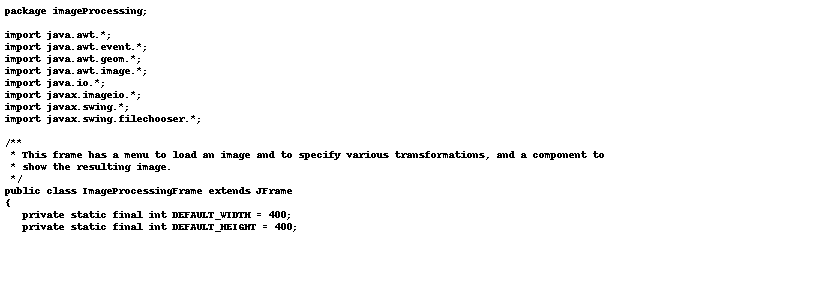 package imageProcessing;

import java.awt.*;
import java.awt.event.*;
import java.awt.geom.*;
import java.awt.image.*;
import java.io.*;
import javax.imageio.*;
import javax.swing.*;
import javax.swing.filechooser.*;

/**
 * This frame has a menu to load an image and to specify various transformations, and a component to
 * show the resulting image.
 */
public class ImageProcessingFrame extends JFrame
{
   private static final int DEFAULT_WIDTH = 400;
   private static final int DEFAULT_HEIGHT = 400;